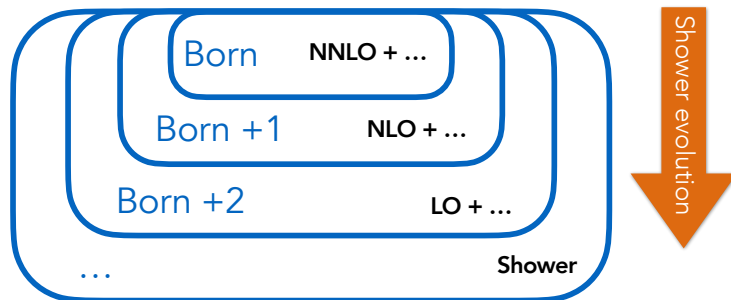 Born NNLO + …
Born +1 NLO + …
Born +2 LO + …
… Shower
Shower evolution